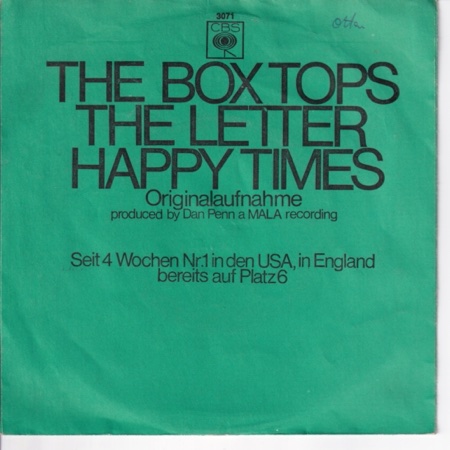 3071
CBS
THE BOX TOPS
THE LETTER
HAPPY TIMES
Originalaufnahme
produced by Dan Penn a MALA recording
Seit 4 Wochen Nr.1 in den USA, in England
bereits auf Platz 6